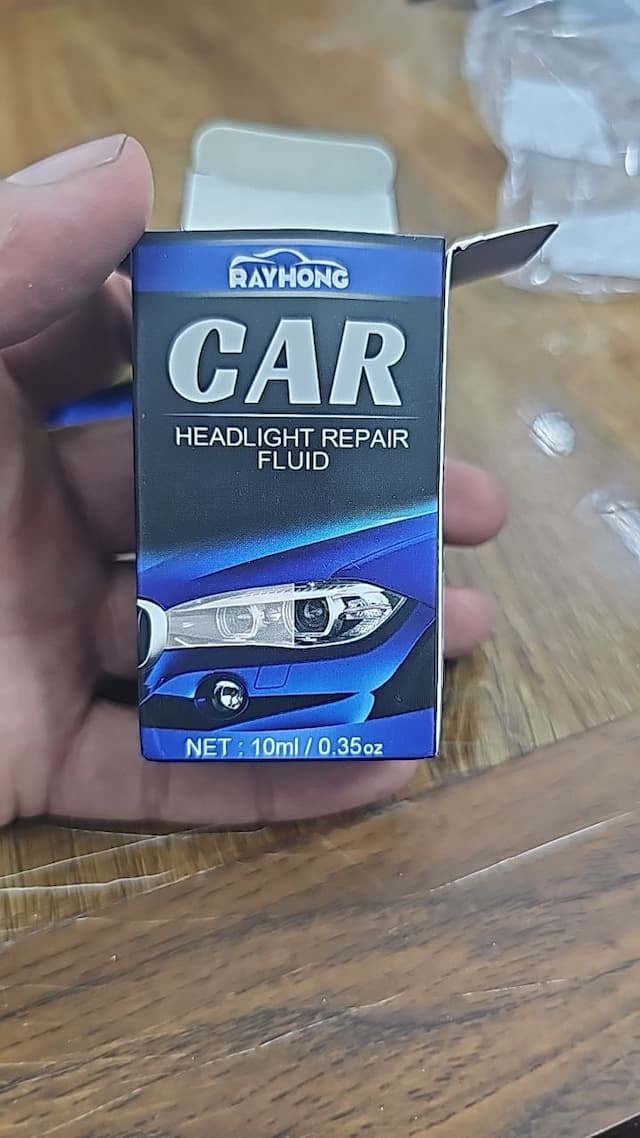 RAYHONG
CAR
HEADLIGHT REPAIR
FLUID
NET : 10ml / 0.35oz